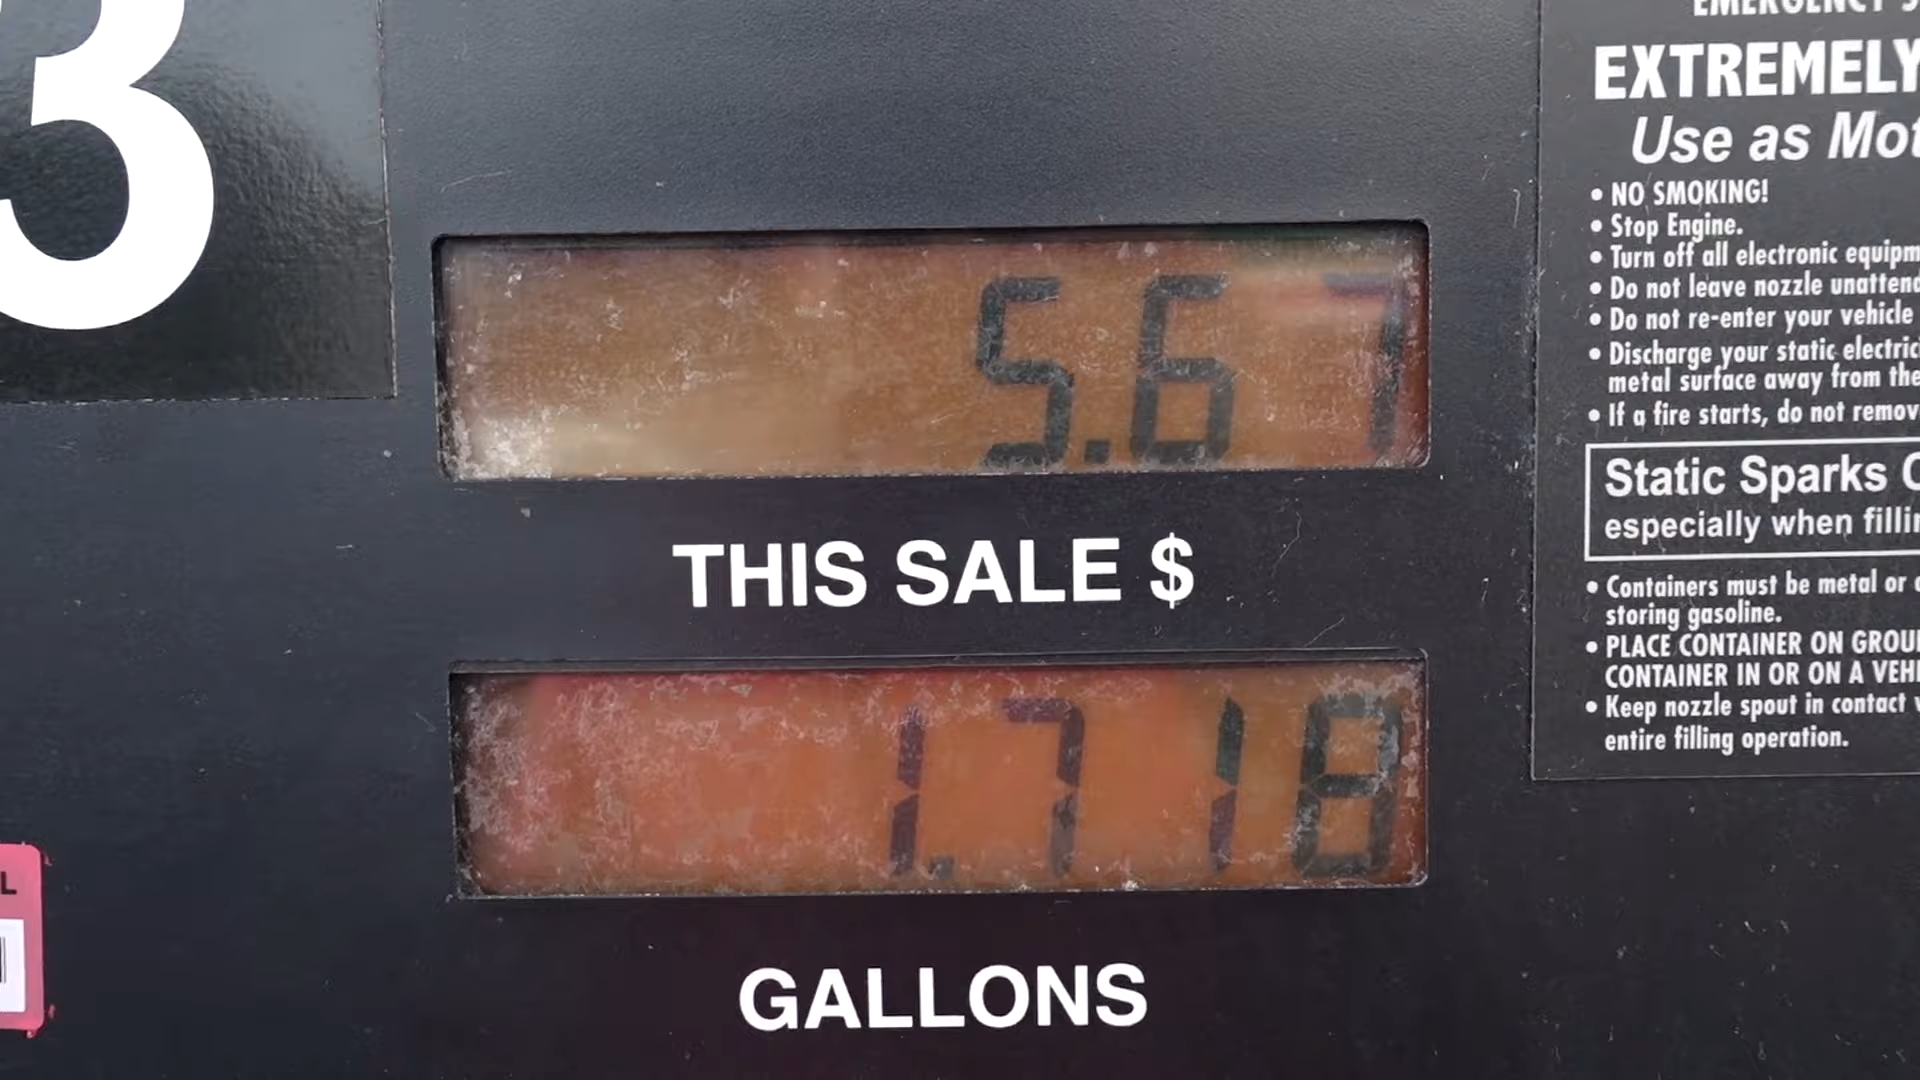 3
5.67
THIS SALE $
1.718
GALLONS
L
EMERGENCY
EXTREMELY
Use as Mot
• NO SMOKING!
• Stop Engine.
• Turn off all electronic equipm
• Do not leave nozzle unattend
• Do not re-enter your vehicle
• Discharge your static electric
metal surface away from the
• If a fire starts, do not remov
Static Sparks C
especially when fillin
• Containers must be metal or
storing gasoline.
• PLACE CONTAINER ON GROU
CONTAINER IN OR ON A VEHI
• Keep nozzle spout in contact
entire filling operation.